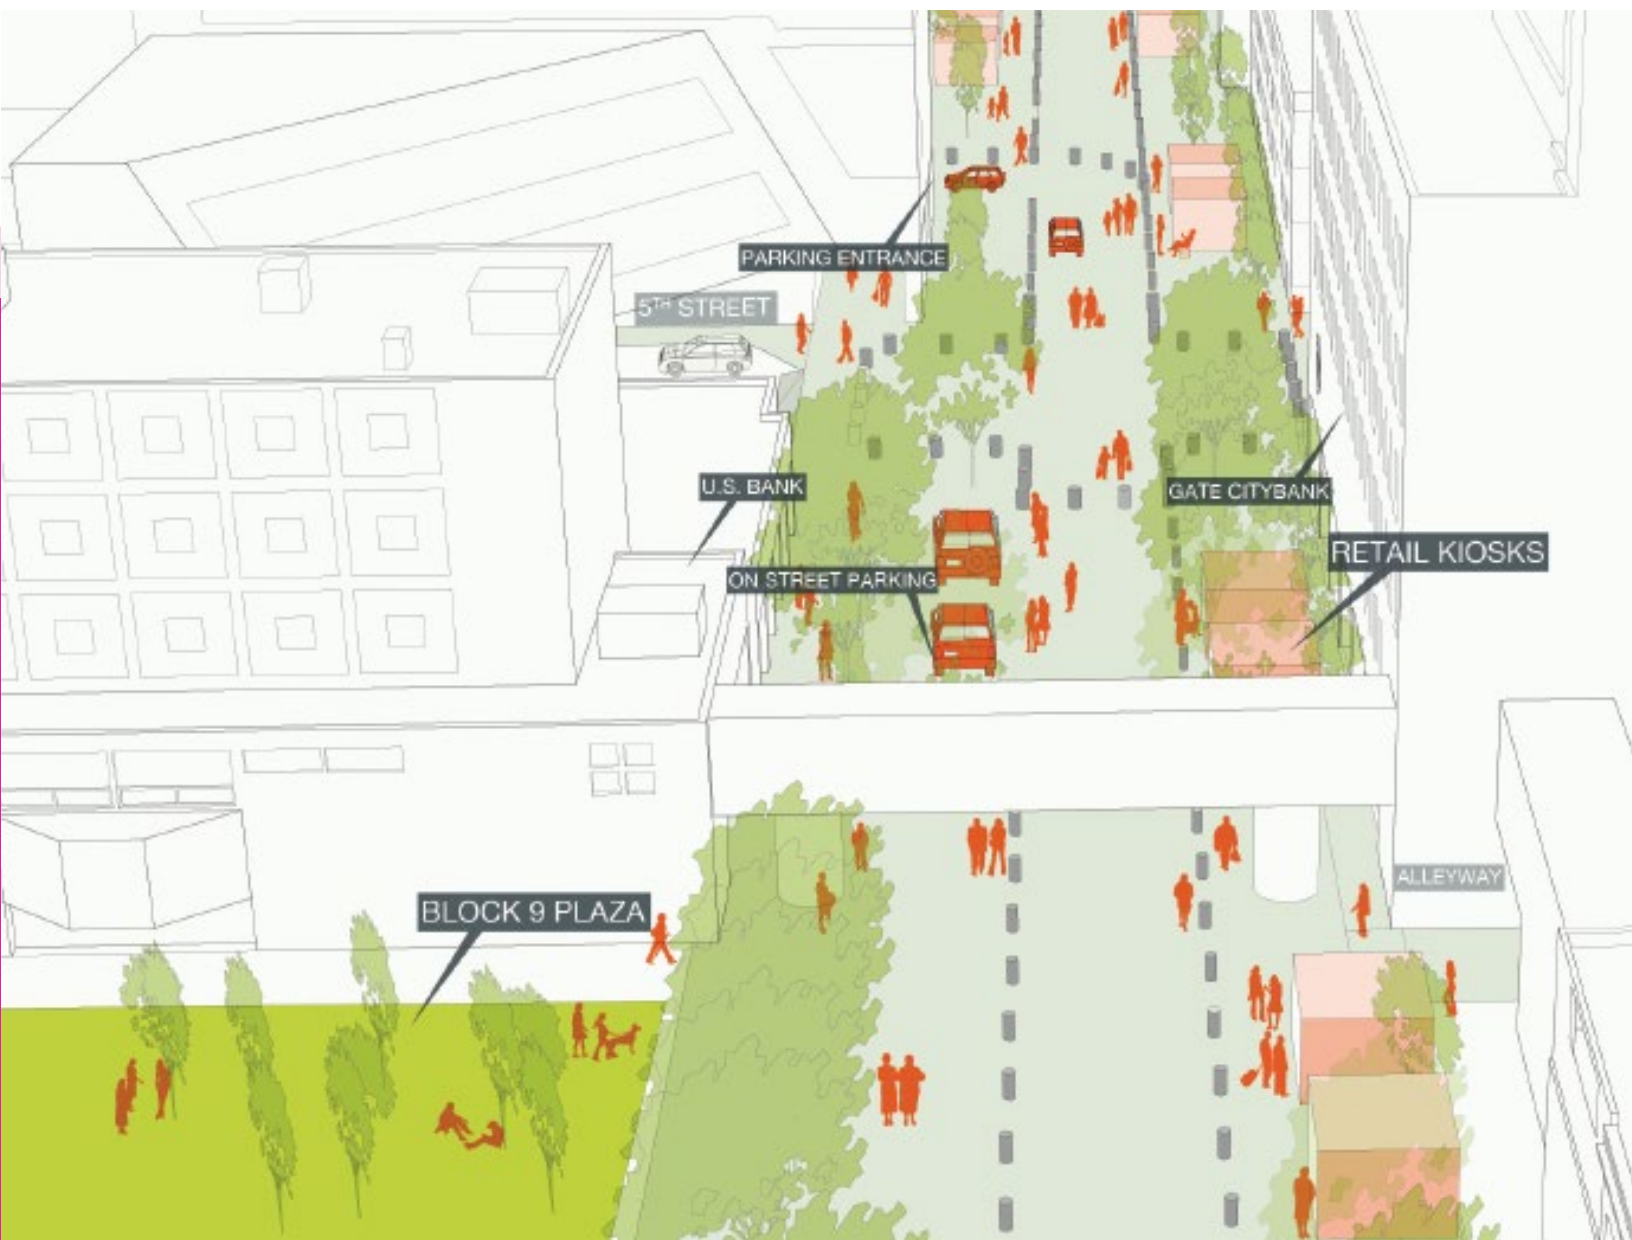 PARKING ENTRANCE
5TH STREET
U.S. BANK
GATE CITYBANK
RETAIL KIOSKS
ON STREET PARKING
ALLEYWAY
BLOCK 9 PLAZA